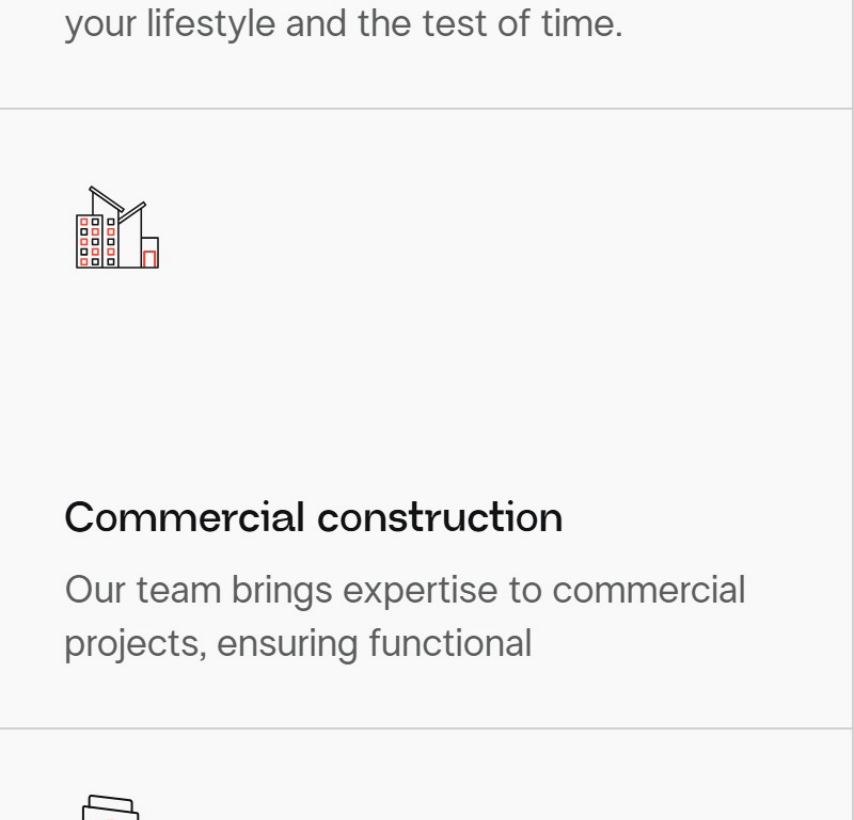 your lifestyle and the test of time.
Commercial construction
Our team brings expertise to commercial
projects, ensuring functional